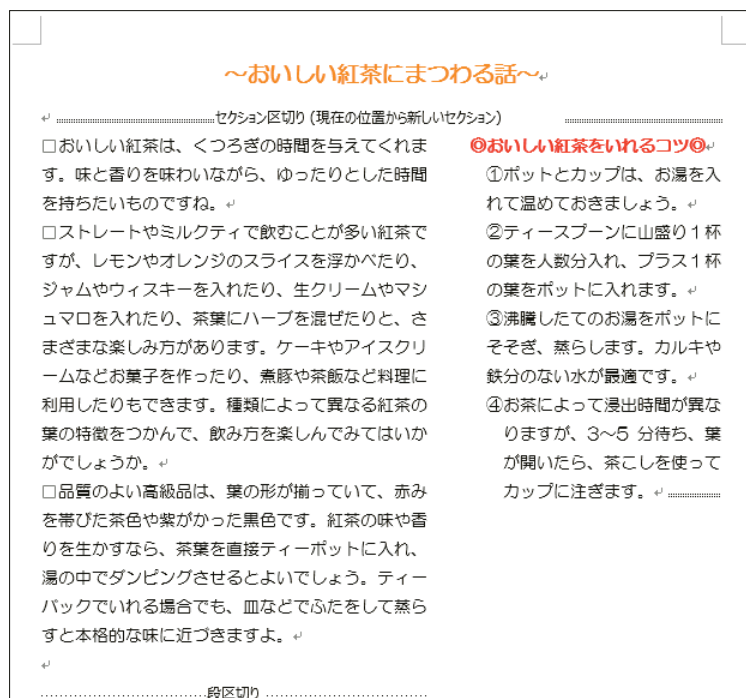 ～おいしい紅茶にまつわる話～
セクション区切り (現在の位置から新しいセクション)
□おいしい紅茶は、くつろぎの時間を与えてくれま
す。味と香りを味わいながら、ゆったりとした時間
を持ちたいものですね。
□ストレートやミルクティで飲むことが多い紅茶で
すが、レモンやオレンジのスライスを浮かべたり、
ジャムやウィスキーを入れたり、生クリームやマシ
ュマロを入れたり、茶葉にハーブを混ぜたりと、さ
まざまな楽しみ方があります。ケーキやアイスクリ
ームなどお菓子を作ったり、煮豚や茶飯など料理に
利用したりもできます。種類によって異なる紅茶の
葉の特徴をつかんで、飲み方を楽しんでみてはいか
がでしょうか。
□品質のよい高級品は、葉の形が揃っていて、赤み
を帯びた茶色や紫がかった黒色です。紅茶の味や香
りを生かすなら、茶葉を直接ティーポットに入れ、
湯の中でダンピングさせるとよいでしょう。ティー
バックでいれる場合でも、皿などでふたをして蒸ら
すと本格的な味に近づきますよ。
段区切り
◎おいしい紅茶をいれるコツ◎
①ポットとカップは、お湯を入
れて温めておきましょう。
②ティースプーンに山盛り１杯
の葉を人数分入れ、プラス１杯
の葉をポットに入れます。
③沸騰したてのお湯をポットに
そそぎ、蒸らします。カルキや
鉄分のない水が最適です。
④お茶によって浸出時間が異な
りますが、3～5 分待ち、葉
が開いたら、茶こしを使って
カップに注ぎます。